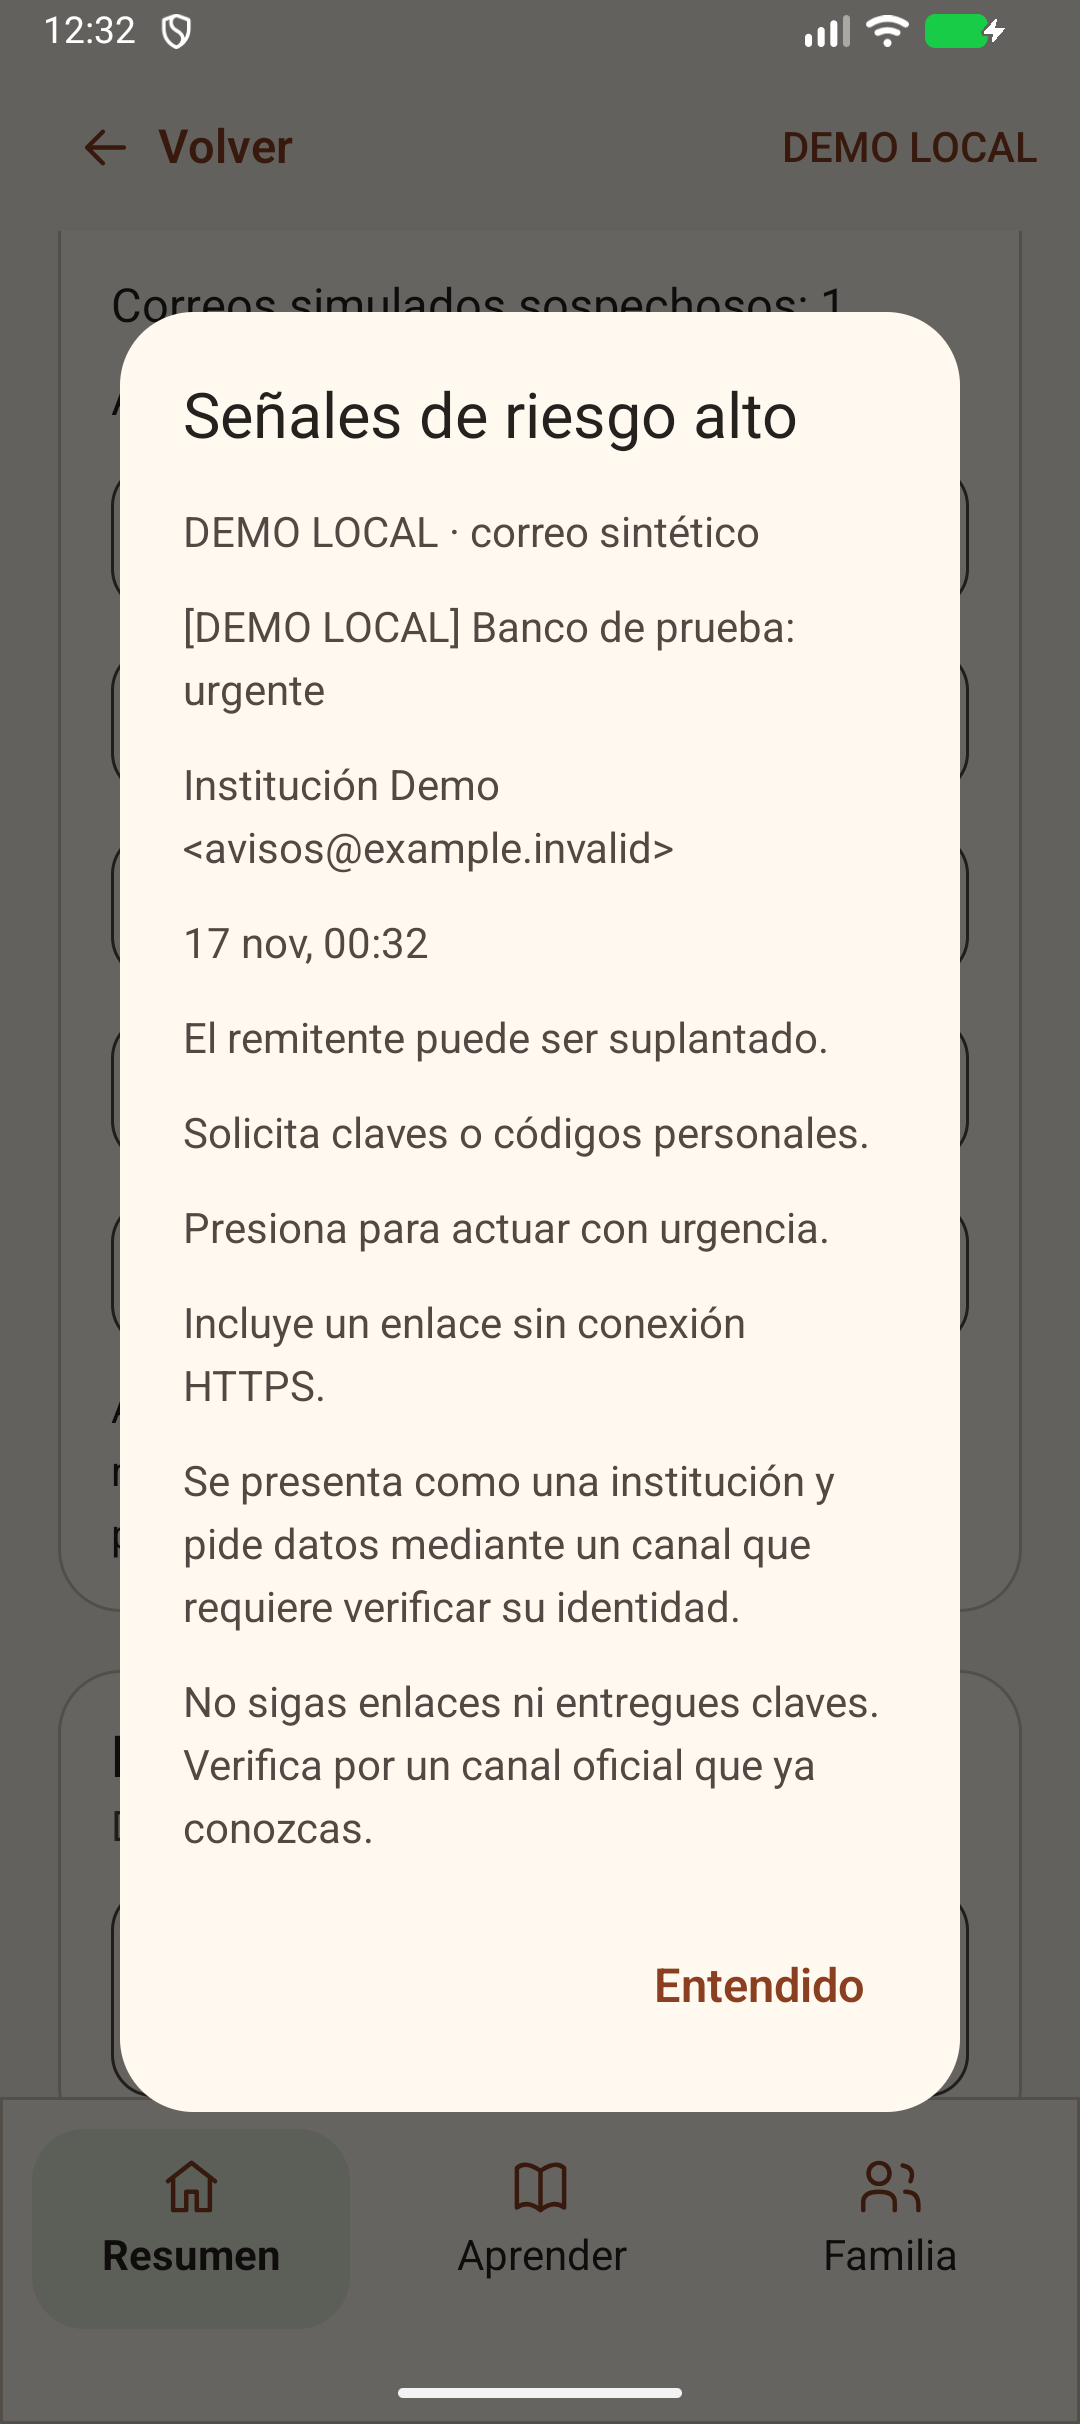 12:32
Volver
DEMO LOCAL
Correos simulados sospechosos: 1
Señales de riesgo alto
DEMO LOCAL · correo sintético
[DEMO LOCAL] Banco de prueba:
urgente
Institución Demo
<avisos@example.invalid>
17 nov, 00:32
El remitente puede ser suplantado.
Solicita claves o códigos personales.
Presiona para actuar con urgencia.
Incluye un enlace sin conexión
HTTPS.
Se presenta como una institución y
pide datos mediante un canal que
requiere verificar su identidad.
No sigas enlaces ni entregues claves.
Verifica por un canal oficial que ya
conozcas.
Entendido
Resumen
Aprender
Familia